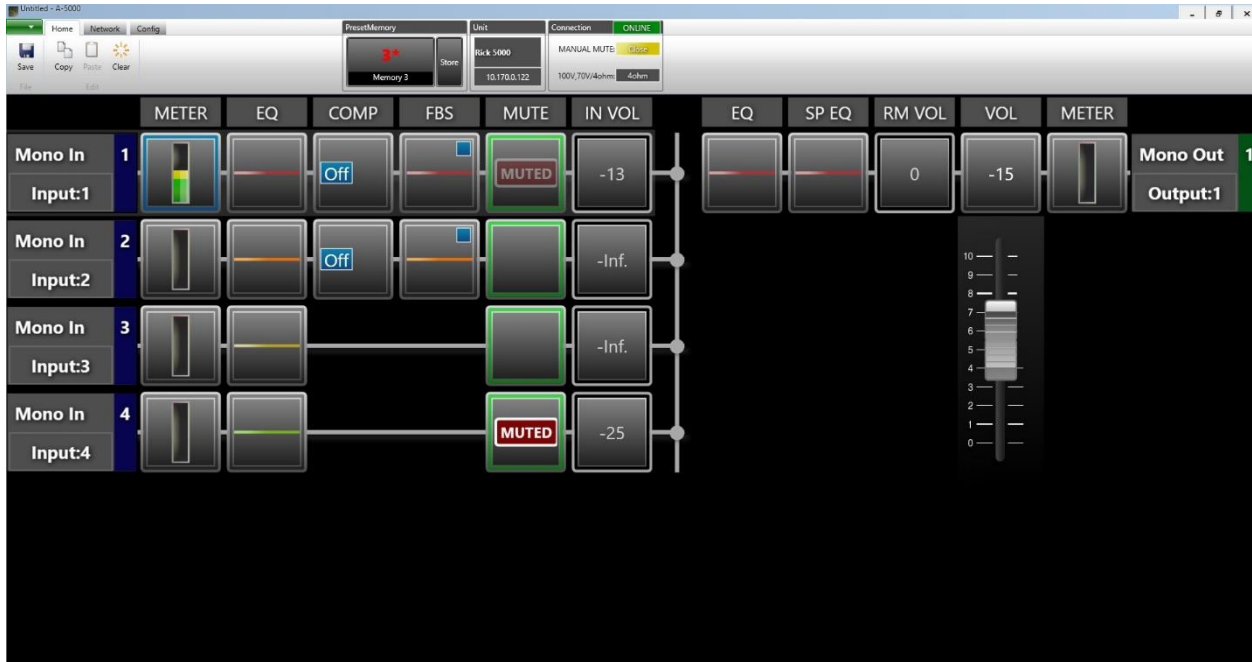 Untitled - A-5000
Home Network Config
Save Copy Paste Clear
File Edit
PresetMemory
3*
Memory 3
Store
Unit
Rick 5000
10.170.0.122
Connection ONLINE
MANUAL MUTE: Close
100V,70V/4ohm: 4ohm
METER EQ COMP FBS MUTE IN VOL EQ SP EQ RM VOL VOL METER
Mono In 1
Input:1
Off
MUTED
-13
0
-15
Mono Out 1
Output:1
Mono In 2
Input:2
Off
-Inf.
Mono In 3
Input:3
-Inf.
Mono In 4
Input:4
MUTED
-25
10
9
8
7
6
5
4
3
2
1
0